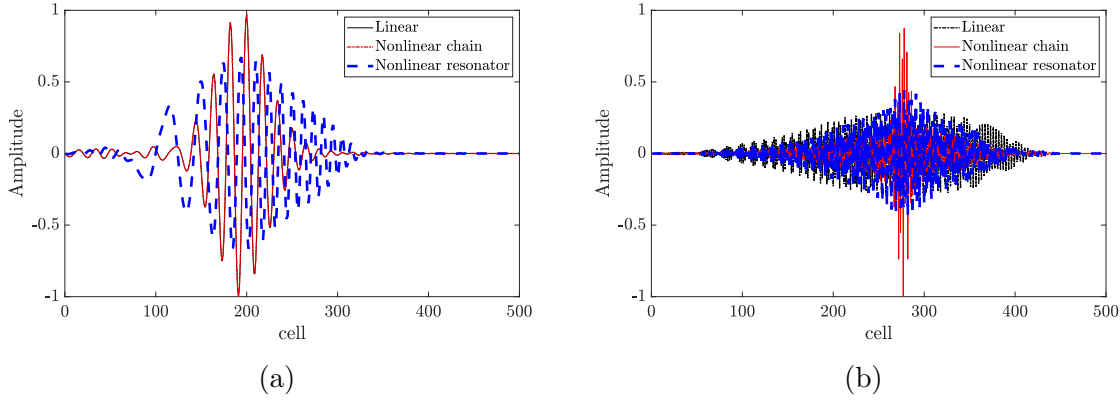 1
0.5
0
-0.5
-1
Amplitude
0 100 200 300 400 500
cell
Linear
Nonlinear chain
Nonlinear resonator
(a)
1
0.5
0
-0.5
-1
Amplitude
0 100 200 300 400 500
cell
Linear
Nonlinear chain
Nonlinear resonator
(b)